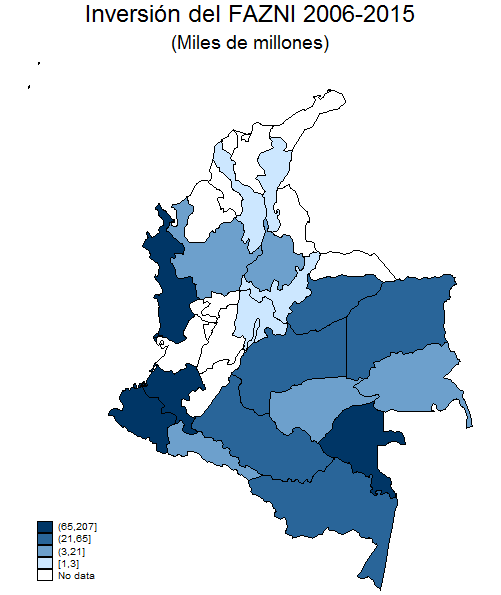 Inversión del FAZNI 2006-2015
(Miles de millones)
(65,207]
(21,65]
(3,21]
[1,3]
No data